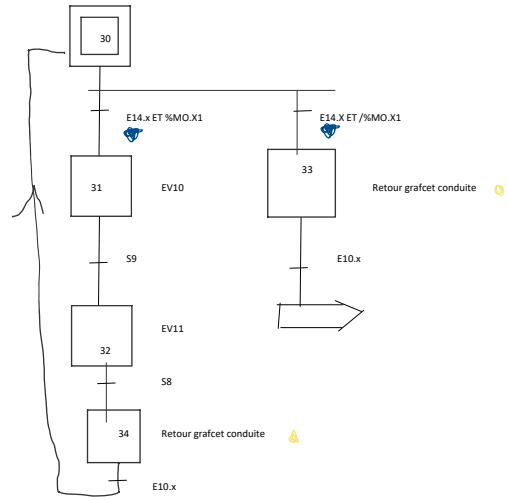 30
E14.x ET %MO.X1
E14.X ET /%MO.X1
31
EV10
33
Retour grafcet conduite
S9
E10.x
EV11
32
S8
34
Retour grafcet conduite
E10.x